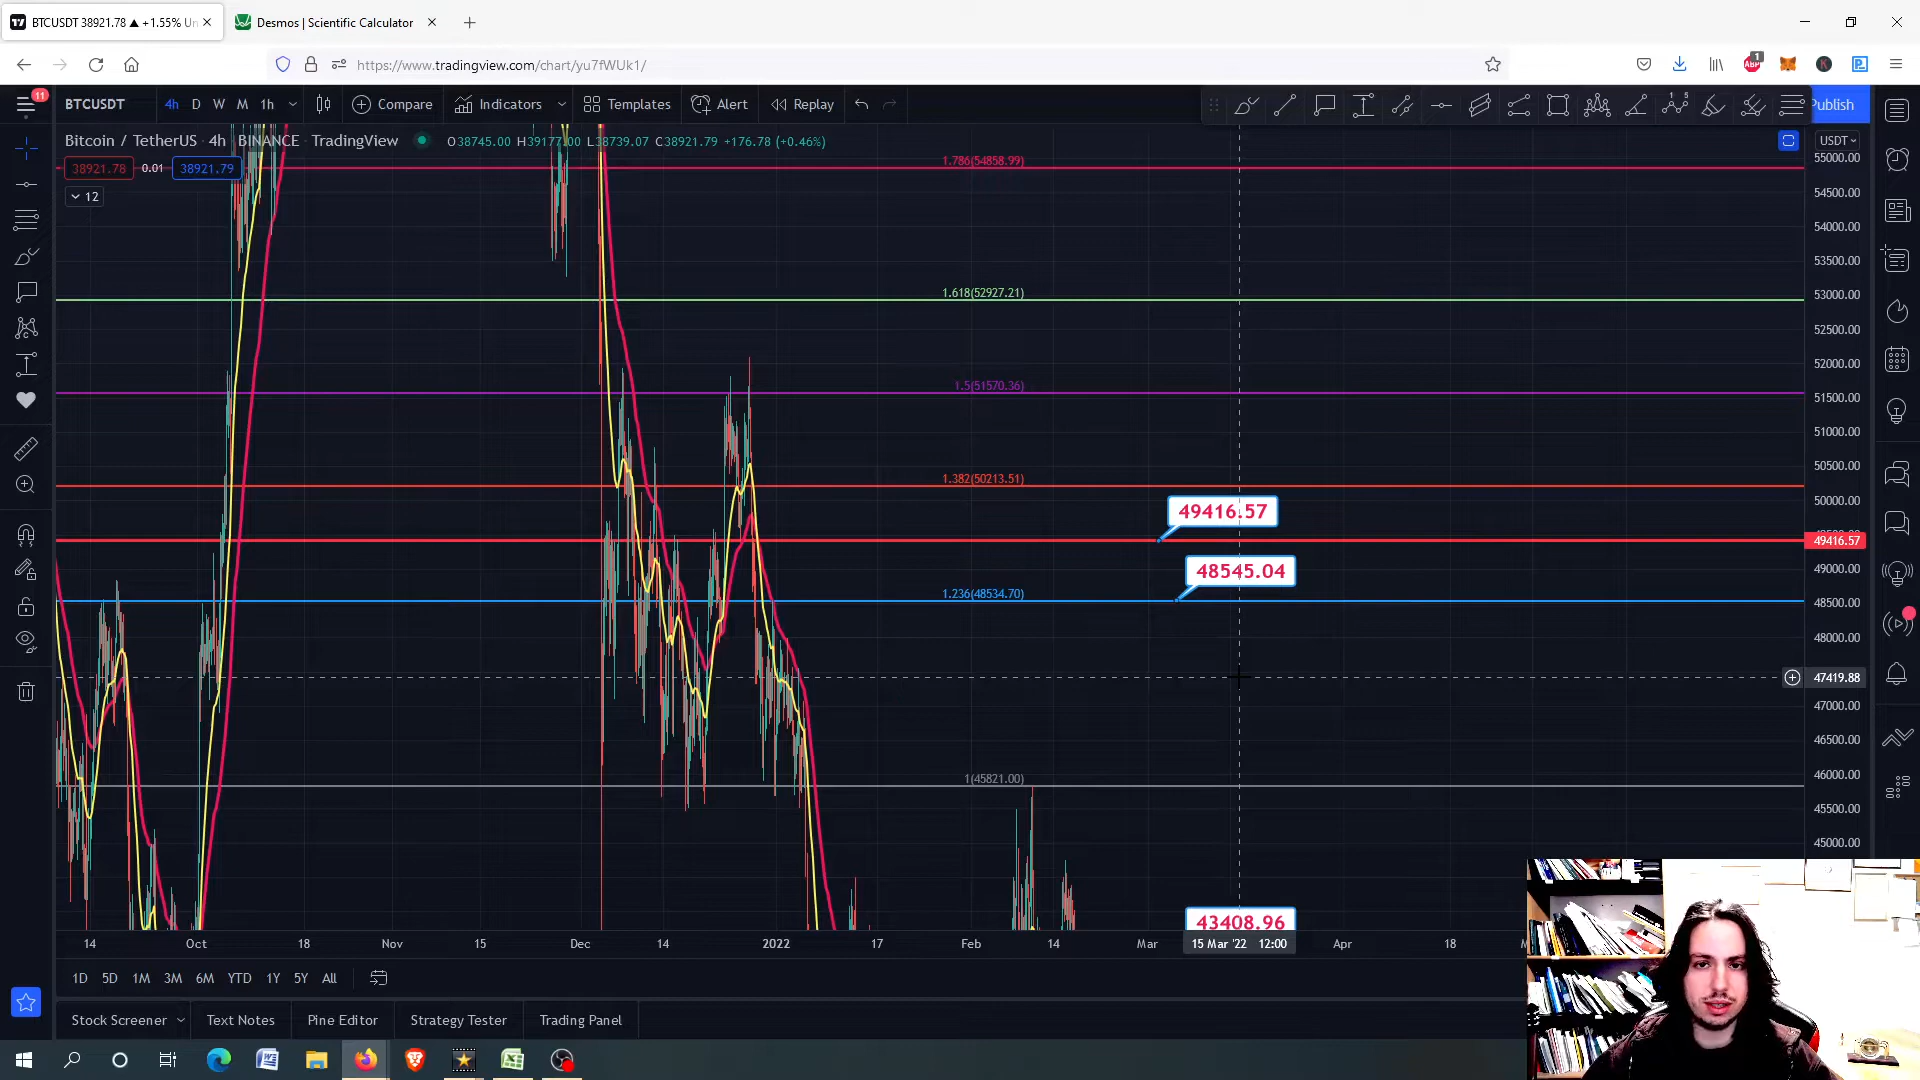 BTCUSDT 38921.78 ▲ +1.55% Un
Desmos | Scientific Calculator
https://www.tradingview.com/chart/yu7fWUk1/
1
11
BTCUSDT
4h D W M 1h
Compare
Indicators
Templates
Alert
Replay
Publish
Bitcoin / TetherUS · 4h · BINANCE · TradingView
O38745.00 H39177.00 L38739.07 C38921.79 +176.78 (+0.46%)
USDT
38921.78 0.01 38921.79
12
1.786(54858.99)
1.618(52927.21)
1.5(51570.36)
1.382(50213.51)
49416.57
48545.04
1.236(48534.70)
1(45821.00)
43408.96
55000.00
54500.00
54000.00
53500.00
53000.00
52500.00
52000.00
51500.00
51000.00
50500.00
50000.00
49416.57
49000.00
48500.00
48000.00
47419.88
47000.00
46500.00
46000.00
45500.00
45000.00
14 Oct 18 Nov 15 Dec 14 2022 17 Feb 14 Mar 15 Mar '22 12:00 Apr 18
1D 5D 1M 3M 6M YTD 1Y 5Y All
Stock Screener Text Notes Pine Editor Strategy Tester Trading Panel